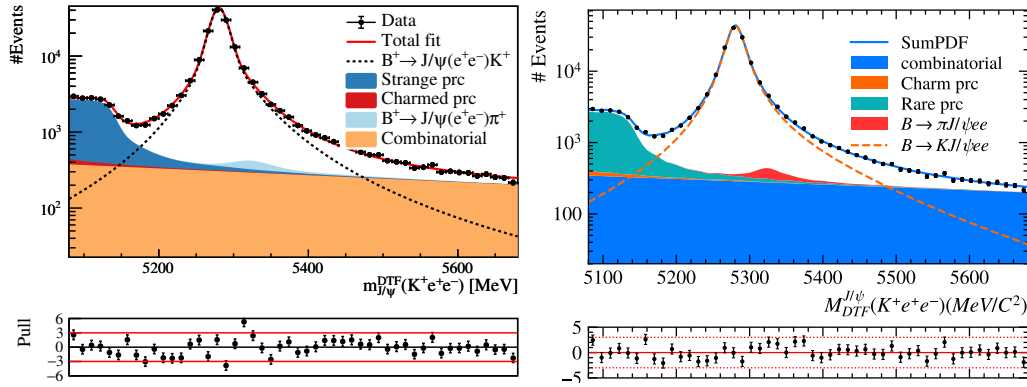 #Events
10⁴
10³
10²
Data
Total fit
B⁺→ J/ψ(e⁺e⁻)K⁺
Strange prc
Charmed prc
B⁺→ J/ψ(e⁺e⁻)π⁺
Combinatorial
5200 5400 5600
m_{J/ψ}^{DTF}(K⁺e⁺e⁻) [MeV]
Pull
6
3
0
−3
−6
# Events
10⁴
1000
100
SumPDF
combinatorial
Charm prc
Rare prc
B → πJ/ψee
B → KJ/ψee
5100 5200 5300 5400 5500 5600
M_{DTF}^{J/ψ}(K⁺e⁺e⁻)(MeV/C²)
5
0
−5